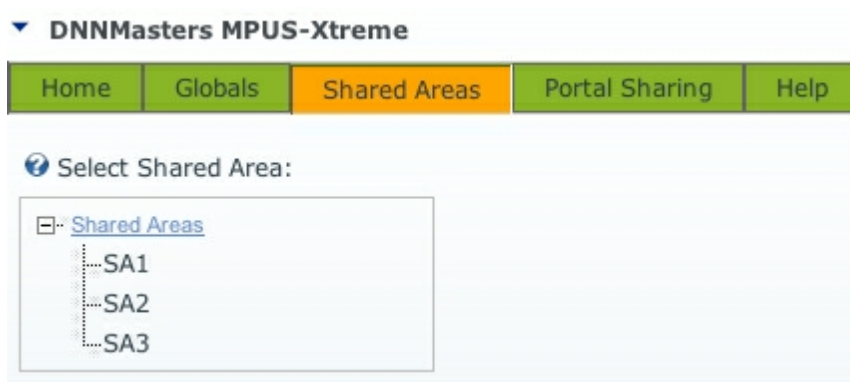 DNNMasters MPUS-Xtreme
Home Globals Shared Areas Portal Sharing Help
Select Shared Area:
Shared Areas
SA1
SA2
SA3